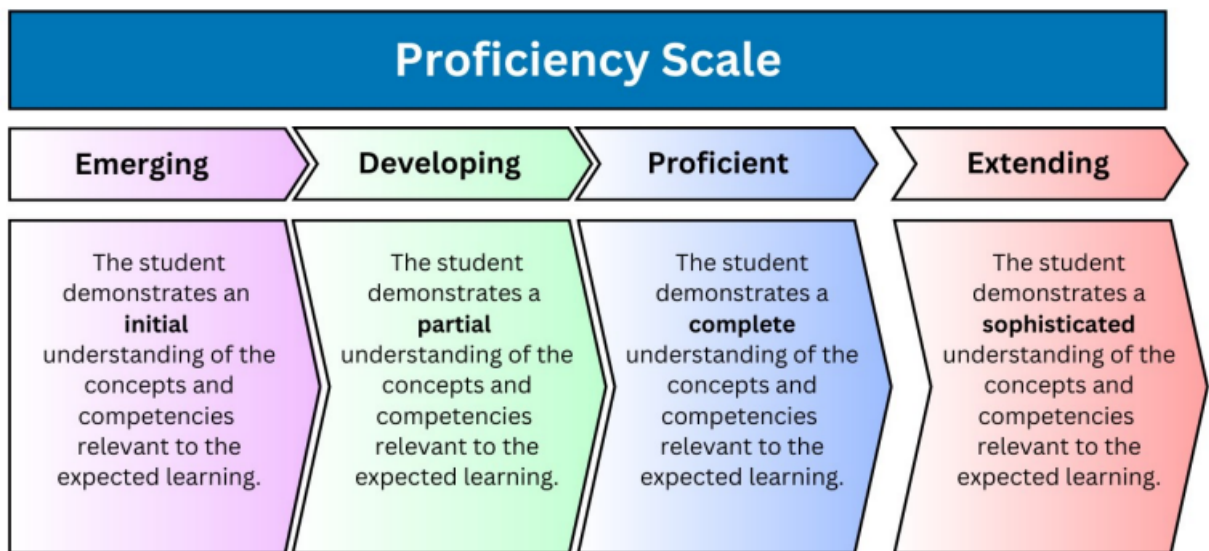 Proficiency Scale
Emerging
Developing
Proficient
Extending
The student
demonstrates an
initial
understanding of the
concepts and
competencies
relevant to the
expected learning.
The student
demonstrates a
partial
understanding of the
concepts and
competencies
relevant to the
expected learning.
The student
demonstrates a
complete
understanding of the
concepts and
competencies
relevant to the
expected learning.
The student
demonstrates a
sophisticated
understanding of the
concepts and
competencies
relevant to the
expected learning.